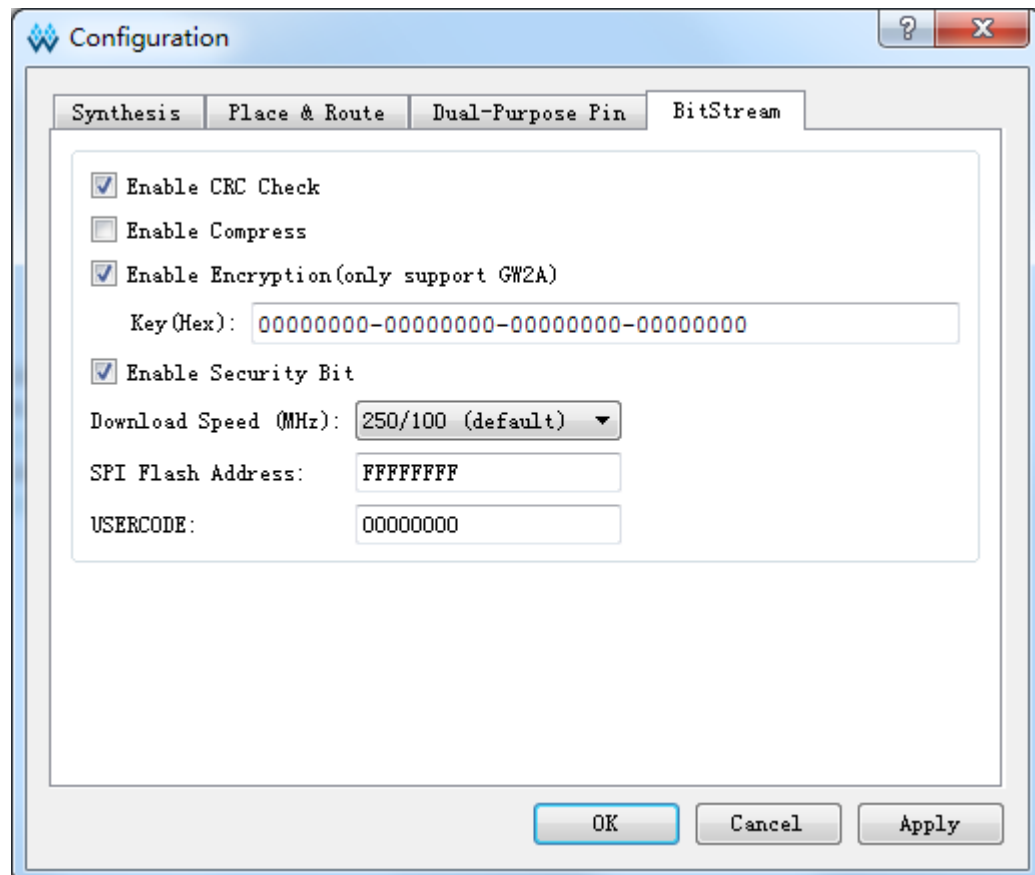 Configuration
Synthesis Place & Route Dual-Purpose Pin BitStream
Enable CRC Check
Enable Compress
Enable Encryption(only support GW2A)
Key(Hex): 00000000-00000000-00000000-00000000
Enable Security Bit
Download Speed (MHz): 250/100 (default)
SPI Flash Address: FFFFFFFF
USERCODE: 00000000
OK Cancel Apply